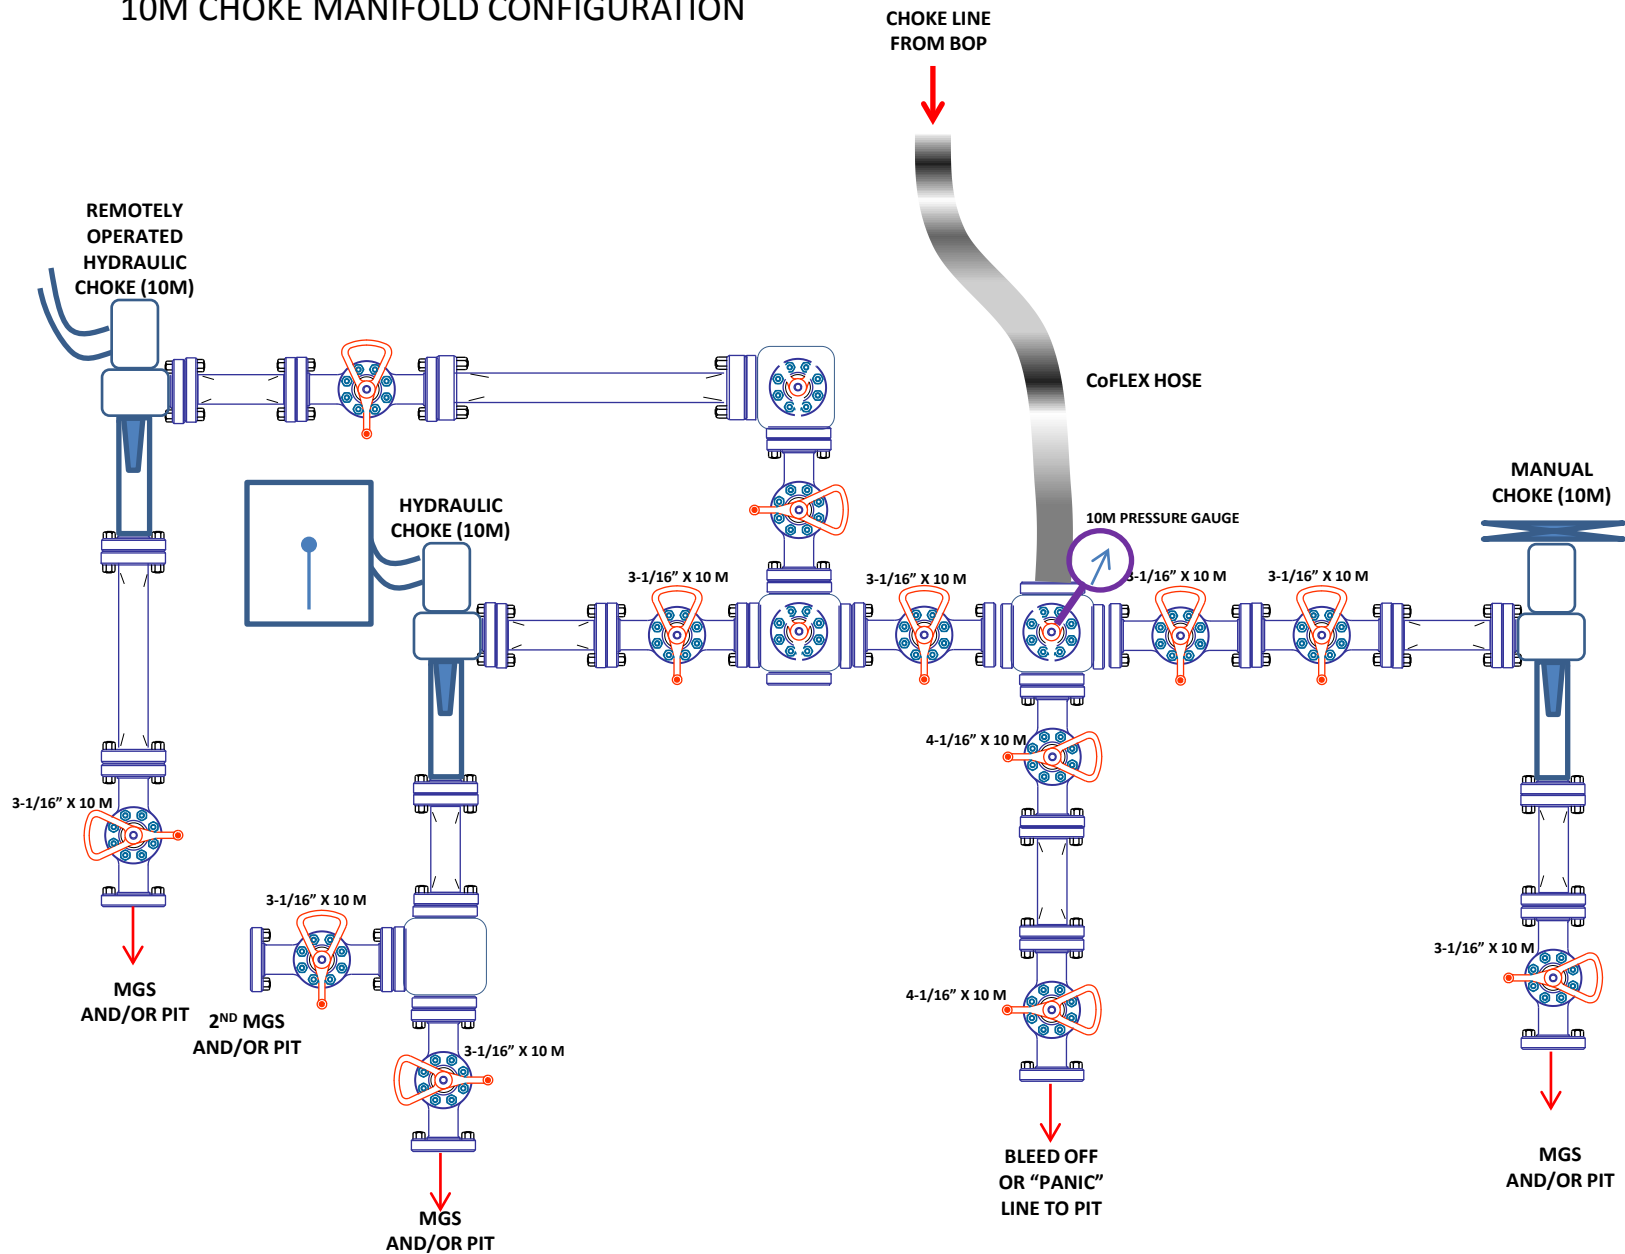 10M CHOKE MANIFOLD CONFIGURATION
CHOKE LINE
FROM BOP
REMOTELY
OPERATED
HYDRAULIC
CHOKE (10M)
CoFLEX HOSE
MANUAL
CHOKE (10M)
HYDRAULIC
CHOKE (10M)
10M PRESSURE GAUGE
3-1/16” X 10 M
3-1/16” X 10 M
3-1/16” X 10 M
3-1/16” X 10 M
4-1/16” X 10 M
3-1/16” X 10 M
3-1/16” X 10 M
3-1/16” X 10 M
4-1/16” X 10 M
MGS
AND/OR PIT
2ND MGS
AND/OR PIT
3-1/16” X 10 M
BLEED OFF
OR “PANIC”
LINE TO PIT
MGS
AND/OR PIT
MGS
AND/OR PIT